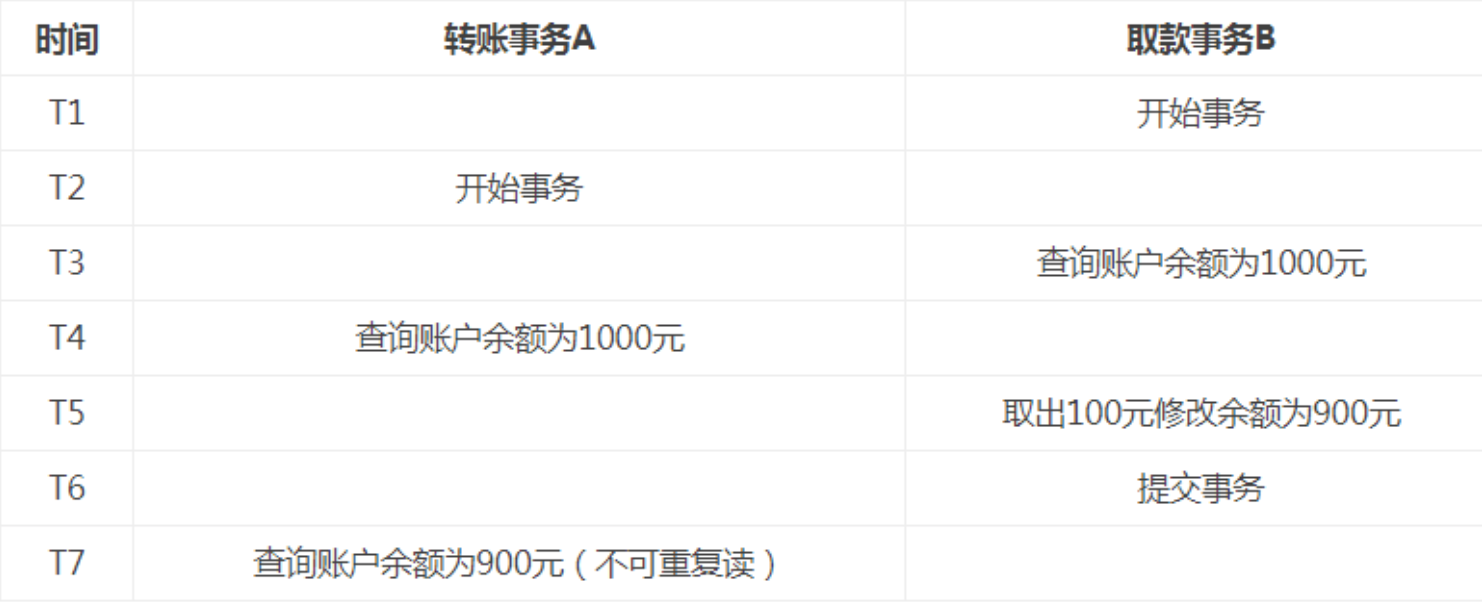 时间 转账事务A 取款事务B
T1 开始事务
T2 开始事务
T3 查询账户余额为1000元
T4 查询账户余额为1000元
T5 取出100元修改余额为900元
T6 提交事务
T7 查询账户余额为900元（不可重复读）